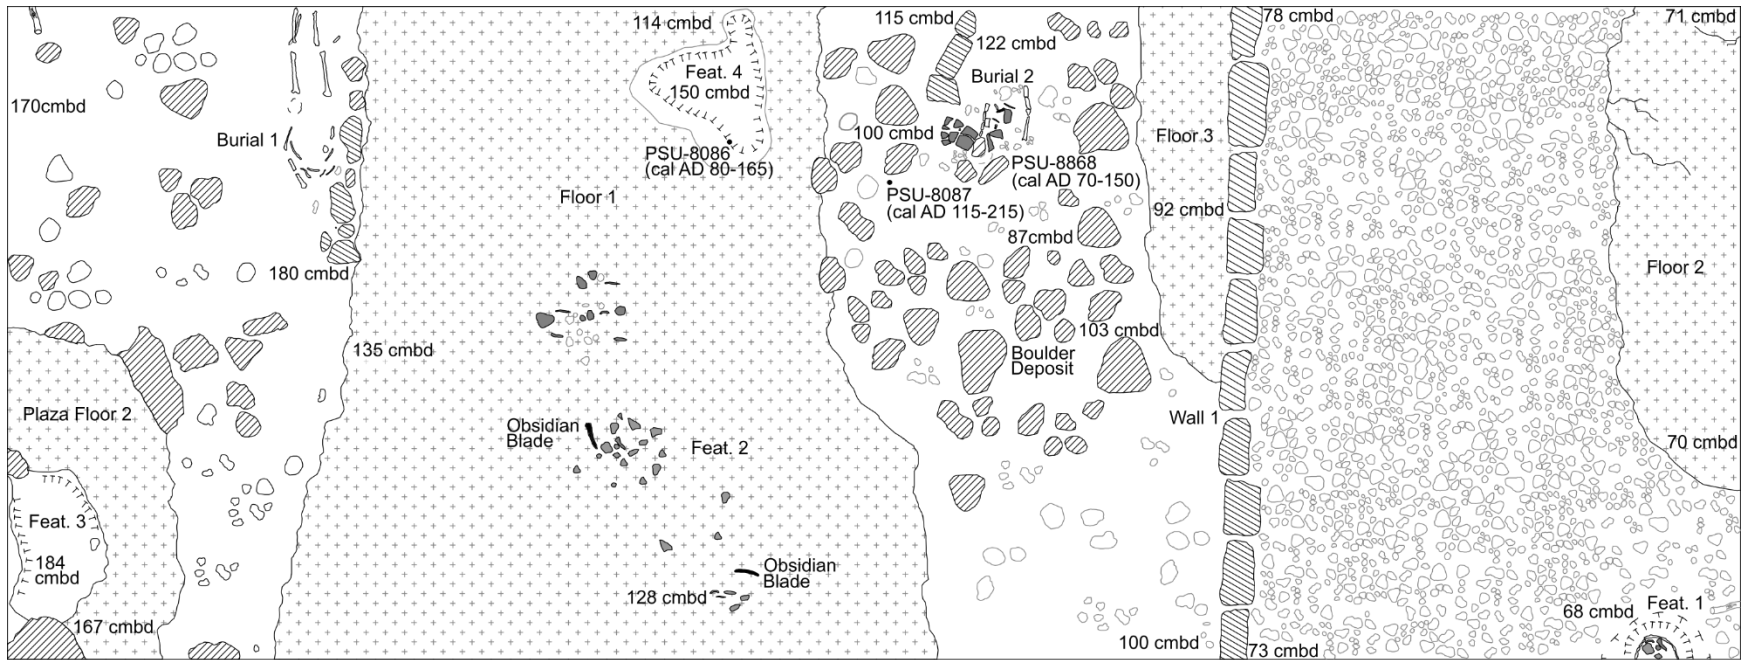 114 cmbd
115 cmbd
78 cmbd
71 cmbd
122 cmbd
Feat. 4
150 cmbd
Burial 2
170cmbd
Burial 1
100 cmbd
Floor 3
PSU-8086
(cal AD 80-165)
PSU-8868
(cal AD 70-150)
Floor 1
PSU-8087
(cal AD 115-215)
92 cmbd
87cmbd
180 cmbd
Floor 2
103 cmbd
135 cmbd
Boulder
Deposit
Plaza Floor 2
Wall 1
Obsidian
Blade
Feat. 2
70 cmbd
Feat. 3
184
cmbd
Obsidian
Blade
128 cmbd
Feat. 1
68 cmbd
167 cmbd
100 cmbd
73 cmbd